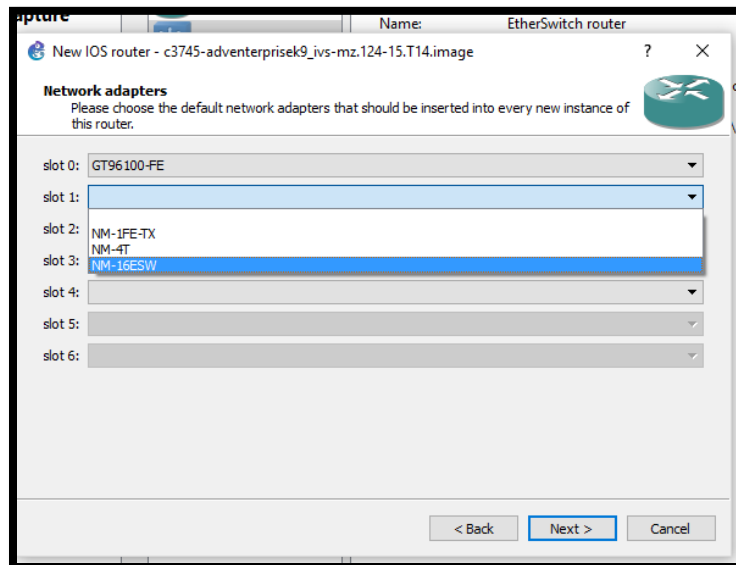 apture
Name: EtherSwitch router
New IOS router - c3745-adventerprisek9_ivs-mz.124-15.T14.image ? ×
Network adapters
Please choose the default network adapters that should be inserted into every new instance of
this router.
slot 0: GT96100-FE
slot 1:
slot 2: NM-1FE-TX
NM-4T
slot 3: NM-16ESW
slot 4:
slot 5:
slot 6:
< Back Next > Cancel